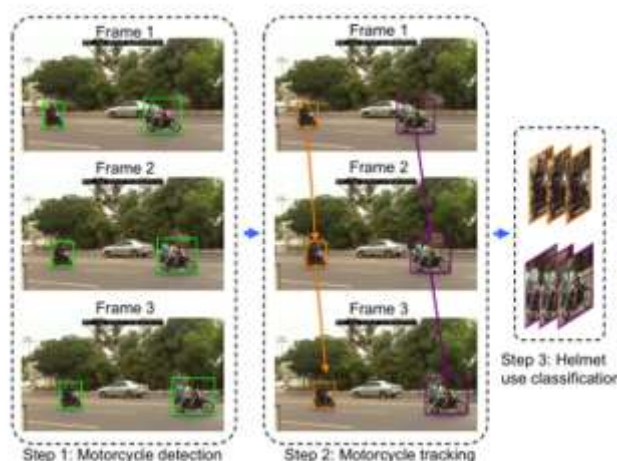 Frame 1
Frame 1
Frame 2
Frame 2
Frame 3
Frame 3
Step 3: Helmet
use classification
Step 1: Motorcycle detection
Step 2: Motorcycle tracking